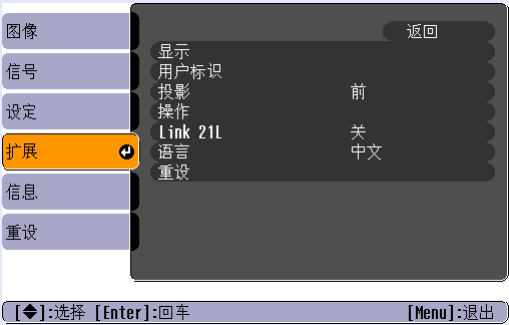 图像
信号
设定
扩展
信息
重设
返回
显示
用户标识
投影 前
操作
Link 21L 关
语言 中文
重设
[◆]:选择 [Enter]:回车 [Menu]:退出